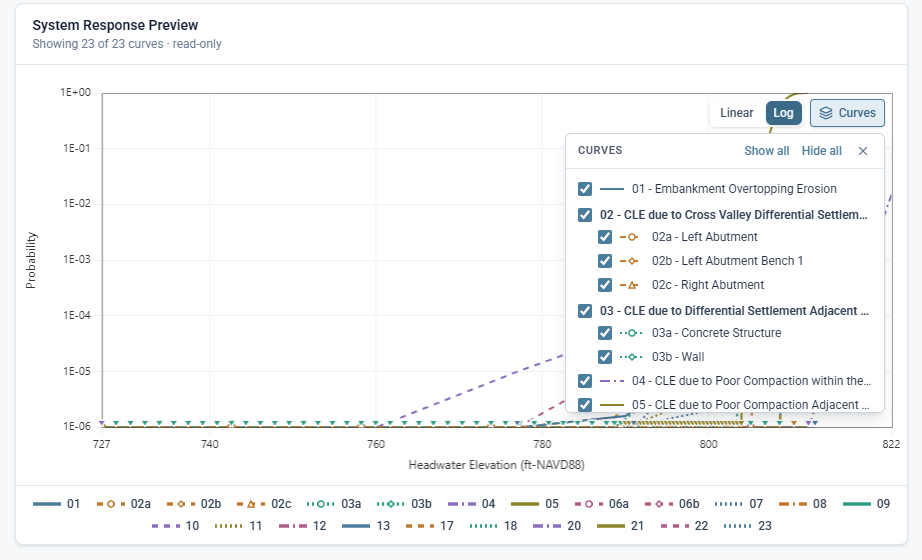 System Response Preview
Showing 23 of 23 curves · read-only
Linear Log Curves
CURVES Show all Hide all
01 - Embankment Overtopping Erosion
02 - CLE due to Cross Valley Differential Settlem...
02a - Left Abutment
02b - Left Abutment Bench 1
02c - Right Abutment
03 - CLE due to Differential Settlement Adjacent ...
03a - Concrete Structure
03b - Wall
04 - CLE due to Poor Compaction within the...
05 - CLE due to Poor Compaction Adjacent ...
Probability
1E+00
1E-01
1E-02
1E-03
1E-04
1E-05
1E-06
727 740 760 780 800 822
Headwater Elevation (ft-NAVD88)
01 02a 02b 02c 03a 03b 04 05 06a 06b 07 08 09
10 11 12 13 17 18 20 21 22 23